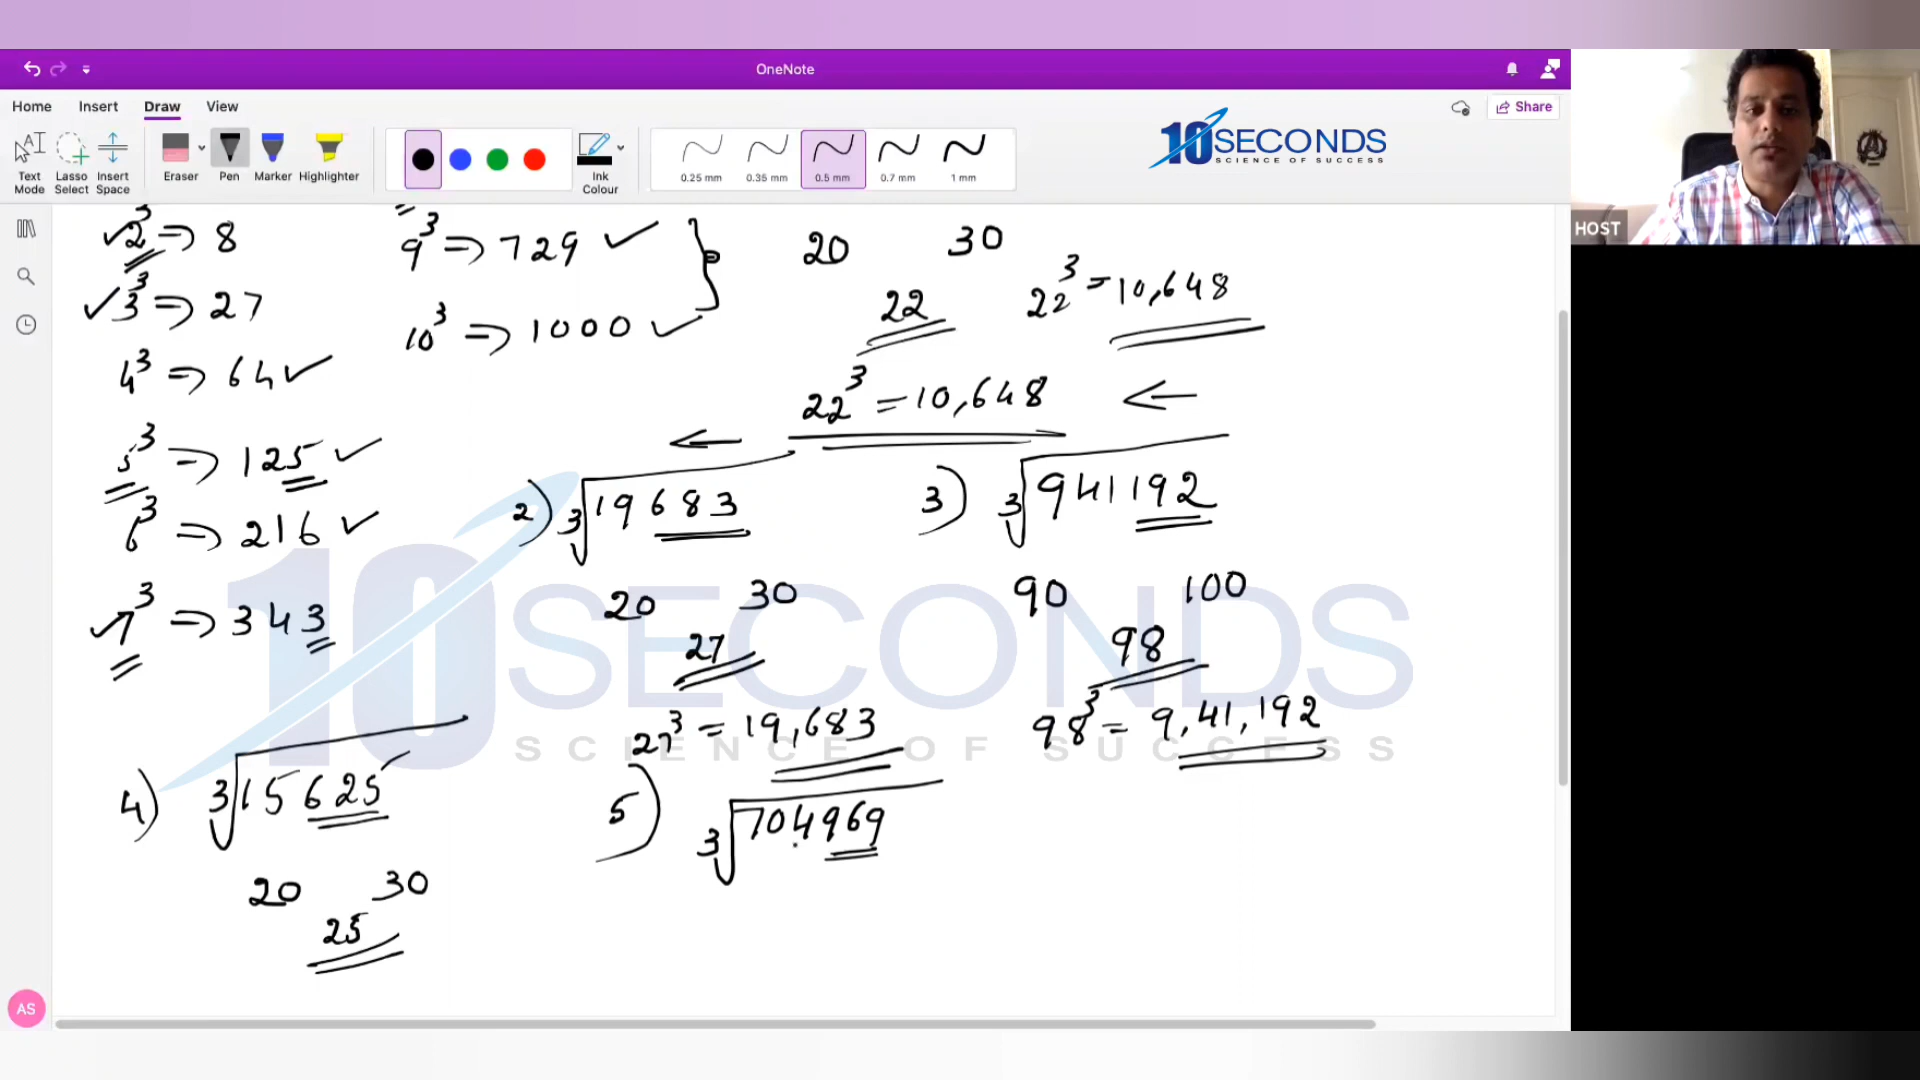 OneNote
Home Insert Draw View
Share
Text Mode
Lasso Select
Insert Space
Eraser
Pen
Marker
Highlighter
Ink Colour
0.25 mm
0.35 mm
0.5 mm
0.7 mm
1 mm
10SECONDS
SCIENCE OF SUCCESS
HOST
2³ => 8
3³ => 27
4³ => 64
5³ => 125
6³ => 216
7³ => 343
9³ => 729
10³ => 1000
20 30
22
22³ = 10,648
22³ = 10,648
2) ∛19683
20 30
27
27³ = 19,683
3) ∛941192
90 100
98
98³ = 9,41,192
4) ∛15625
20 30
25
5) ∛704969
10SECONDS
SCIENCE OF SUCCESS
AS